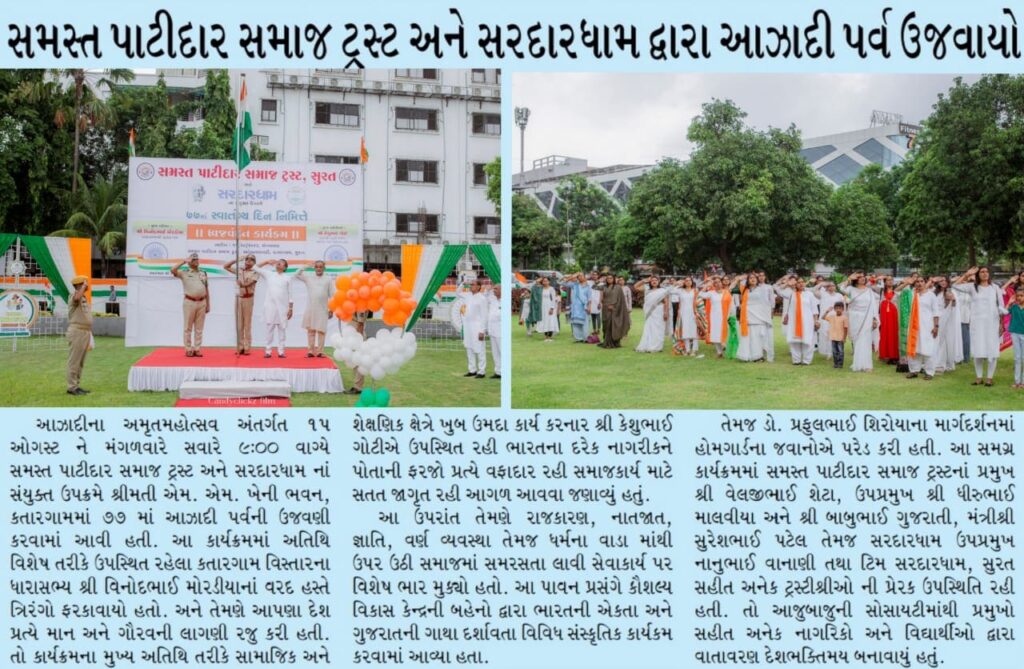 સમસ્ત પાટીદાર સમાજ ટ્રસ્ટ અને સરદારધામ દ્વારા આઝાદી પર્વ ઉજવાયો
સમસ્ત પાટીદાર સમાજ ટ્રસ્ટ, સુરત
સરદારધામ
૭૭માં સ્વાતંત્ર્ય દિન નિમિત્તે
|| ધ્વજવંદન કાર્યક્રમ ||
Candyclickz film
આઝાદીના અમૃતમહોત્સવ અંતર્ગત ૧૫
ઓગસ્ટ ને મંગળવારે સવારે ૯:૦૦ વાગ્યે
સમસ્ત પાટીદાર સમાજ ટ્રસ્ટ અને સરદારધામ નાં
સંયુક્ત ઉપક્રમે શ્રીમતી એમ. એમ. ખેની ભવન,
કતારગામમાં ૭૭ માં આઝાદી પર્વની ઉજવણી
કરવામાં આવી હતી. આ કાર્યક્રમમાં અતિથિ
વિશેષ તરીકે ઉપસ્થિત રહેલા કતારગામ વિસ્તારના
ધારાસભ્ય શ્રી વિનોદભાઈ મોરડીયાનાં વરદ હસ્તે
ત્રિરંગો ફરકાવાયો હતો. અને તેમણે આપણા દેશ
પ્રત્યે માન અને ગૌરવની લાગણી રજુ કરી હતી.
તો કાર્યક્રમના મુખ્ય અતિથિ તરીકે સામાજિક અને
શૈક્ષણિક ક્ષેત્રે ખુબ ઉમદા કાર્ય કરનાર શ્રી કેશુભાઈ
ગોટીએ ઉપસ્થિત રહી ભારતના દરેક નાગરીકને
પોતાની ફરજો પ્રત્યે વફાદાર રહી સમાજકાર્ય માટે
સતત જાગૃત રહી આગળ આવવા જણાવ્યું હતું.
આ ઉપરાંત તેમણે રાજકારણ, નાતજાત,
જ્ઞાતિ, વર્ણ વ્યવસ્થા તેમજ ધર્મના વાડા માંથી
ઉપર ઉઠી સમાજમાં સમરસતા લાવી સેવાકાર્ય પર
વિશેષ ભાર મુક્યો હતો. આ પાવન પ્રસંગે કૌશલ્ય
વિકાસ કેન્દ્રની બહેનો દ્વારા ભારતની એકતા અને
ગુજરાતની ગાથા દર્શાવતા વિવિધ સંસ્કૃતિક કાર્યકમ
કરવામાં આવ્યા હતા.
તેમજ ડો. પ્રફુલભાઈ શિરોયાના માર્ગદર્શનમાં
હોમગાર્ડના જવાનોએ પરેડ કરી હતી. આ સમગ્ર
કાર્યક્રમમાં સમસ્ત પાટીદાર સમાજ ટ્રસ્ટનાં પ્રમુખ
શ્રી વેલજીભાઈ શેટા, ઉપપ્રમુખ શ્રી ધીરુભાઈ
માલવીયા અને શ્રી બાબુભાઈ ગુજરાતી, મંત્રીશ્રી
સુરેશભાઈ પટેલ તેમજ સરદારધામ ઉપપ્રમુખ
નાનુભાઈ વાનાણી તથા ટિમ સરદારધામ, સુરત
સહીત અનેક ટ્રસ્ટીશ્રીઓ ની પ્રેરક ઉપસ્થિતિ રહી
હતી. તો આજુબાજુની સોસાયટીમાંથી પ્રમુખો
સહીત અનેક નાગરિકો અને વિદ્યાર્થીઓ દ્વારા
વાતાવરણ દેશભક્તિમય બનાવાયું હતું.